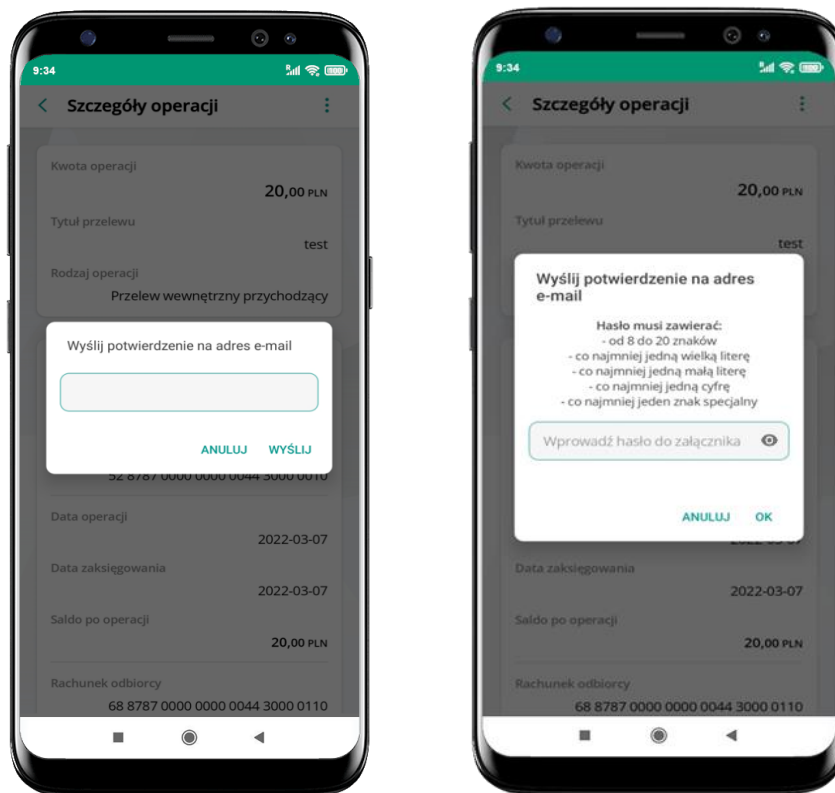 9:34
Szczegóły operacji
Kwota operacji
20,00 PLN
Tytuł przelewu
test
Rodzaj operacji
Przelew wewnętrzny przychodzący
Wyślij potwierdzenie na adres e-mail
ANULUJ WYŚLIJ
52 8787 0000 0000 0044 3000 0010
Data operacji
2022-03-07
Data zaksięgowania
2022-03-07
Saldo po operacji
20,00 PLN
Rachunek odbiorcy
68 8787 0000 0000 0044 3000 0110
9:34
Szczegóły operacji
Kwota operacji
20,00 PLN
Tytuł przelewu
test
Wyślij potwierdzenie na adres
e-mail
Hasło musi zawierać:
- od 8 do 20 znaków
- co najmniej jedną wielką literę
- co najmniej jedną małą literę
- co najmniej jedną cyfrę
- co najmniej jeden znak specjalny
Wprowadź hasło do załącznika
ANULUJ OK
2022-03-07
Data zaksięgowania
2022-03-07
Saldo po operacji
20,00 PLN
Rachunek odbiorcy
68 8787 0000 0000 0044 3000 0110